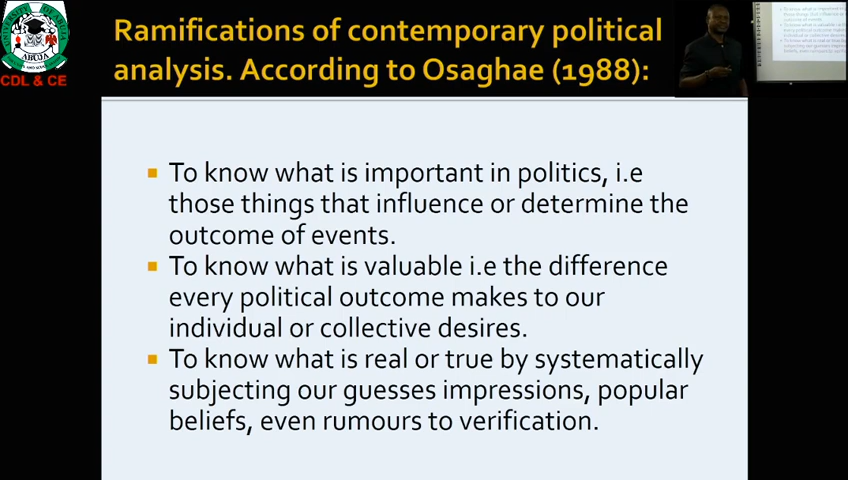 Ramifications of contemporary political
analysis. According to Osaghae (1988):
ABUJA
CDL & CE
To know what is important in politics, i.e
those things that influence or determine the
outcome of events.
To know what is valuable i.e the difference
every political outcome makes to our
individual or collective desires.
To know what is real or true by systematically
subjecting our guesses impressions, popular
beliefs, even rumours to verification.